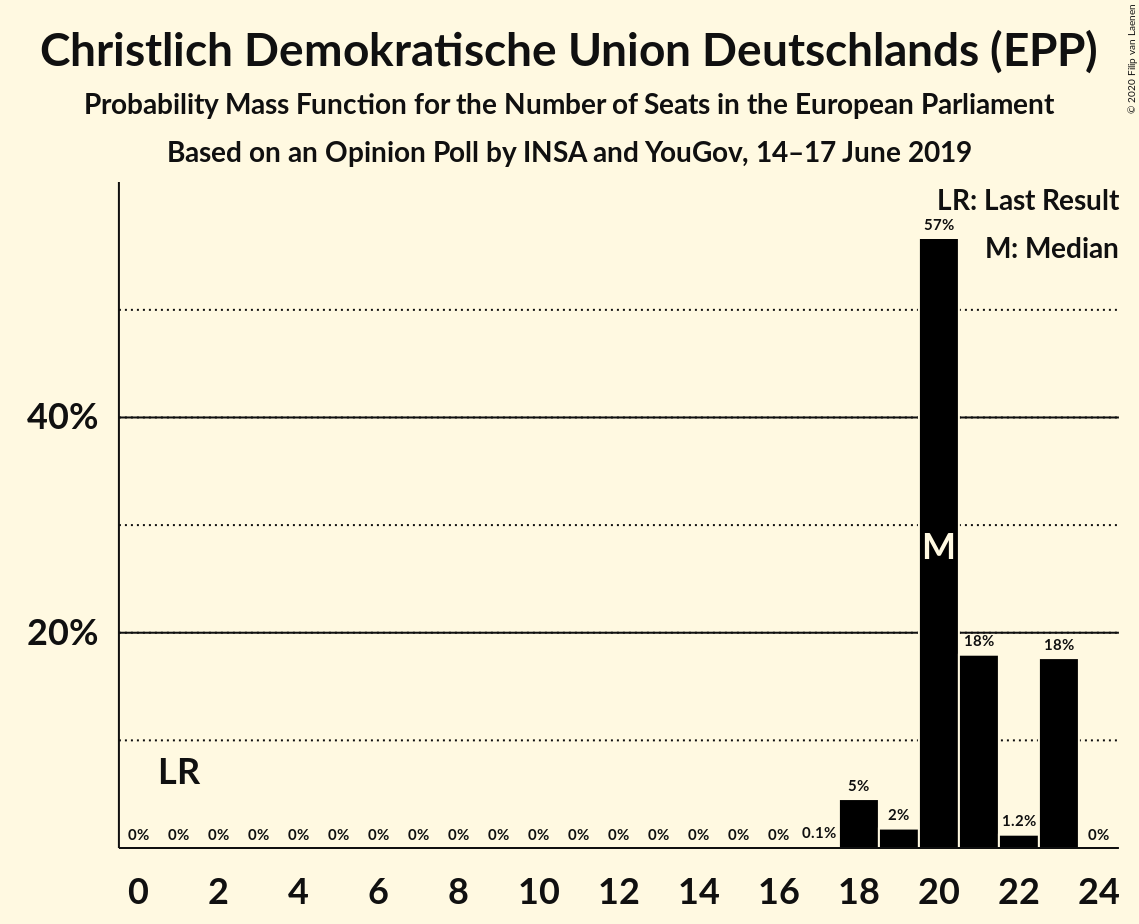 Christlich Demokratische Union Deutschlands (EPP)
Probability Mass Function for the Number of Seats in the European Parliament
Based on an Opinion Poll by INSA and YouGov, 14–17 June 2019
© 2020 Filip van Laenen
LR: Last Result
M: Median
57%
40%
M
20%
18%
18%
LR
5%
2%
1.2%
0% 0% 0% 0% 0% 0% 0% 0% 0% 0% 0% 0% 0% 0% 0% 0% 0% 0.1% 0%
0 2 4 6 8 10 12 14 16 18 20 22 24